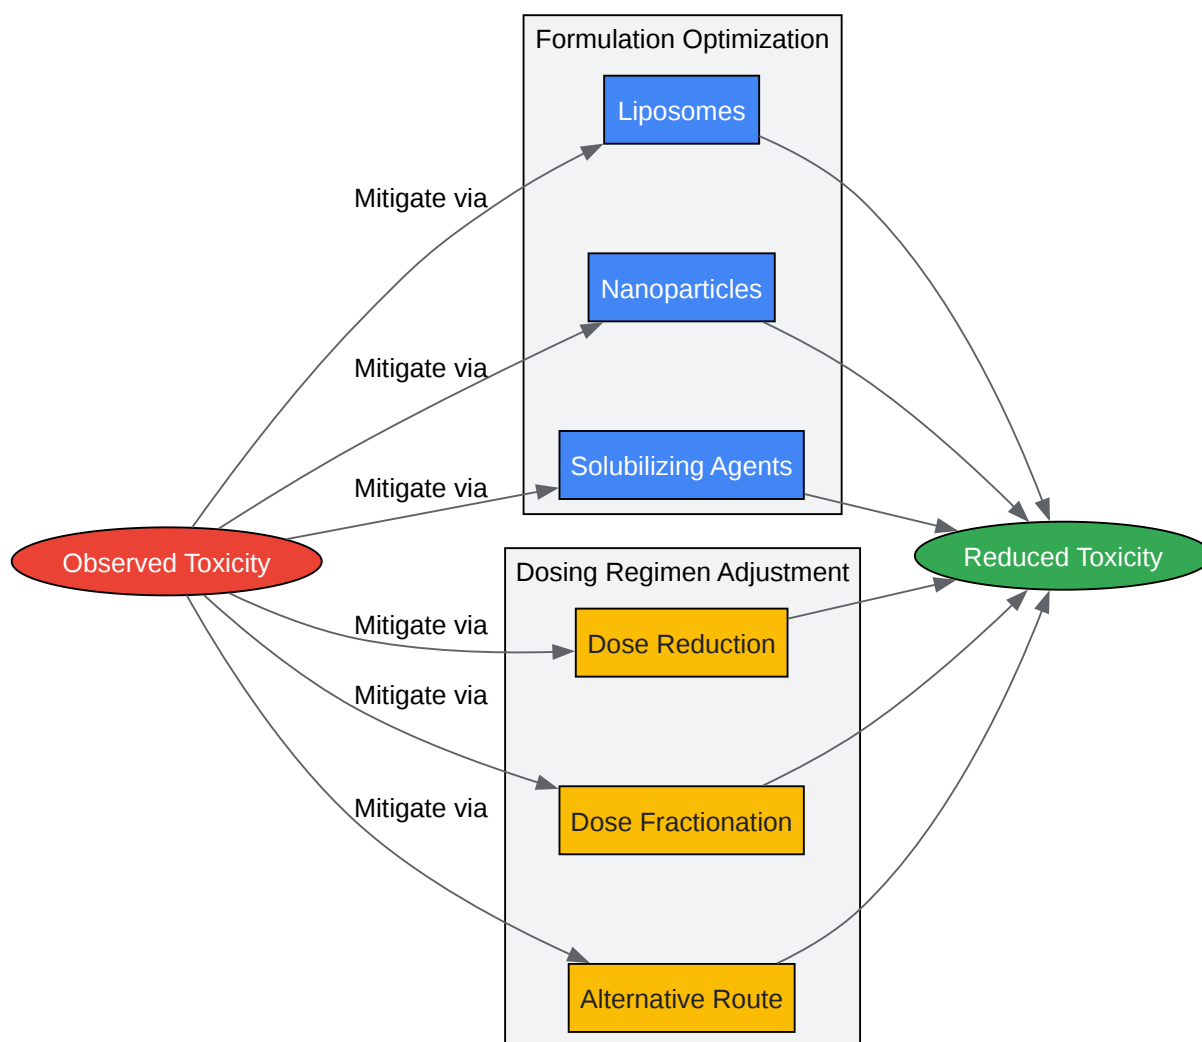 Formulation Optimization
Liposomes
Mitigate via
Nanoparticles
Mitigate via
Solubilizing Agents
Mitigate via
Observed Toxicity
Reduced Toxicity
Dosing Regimen Adjustment
Mitigate via
Dose Reduction
Mitigate via
Dose Fractionation
Mitigate via
Alternative Route